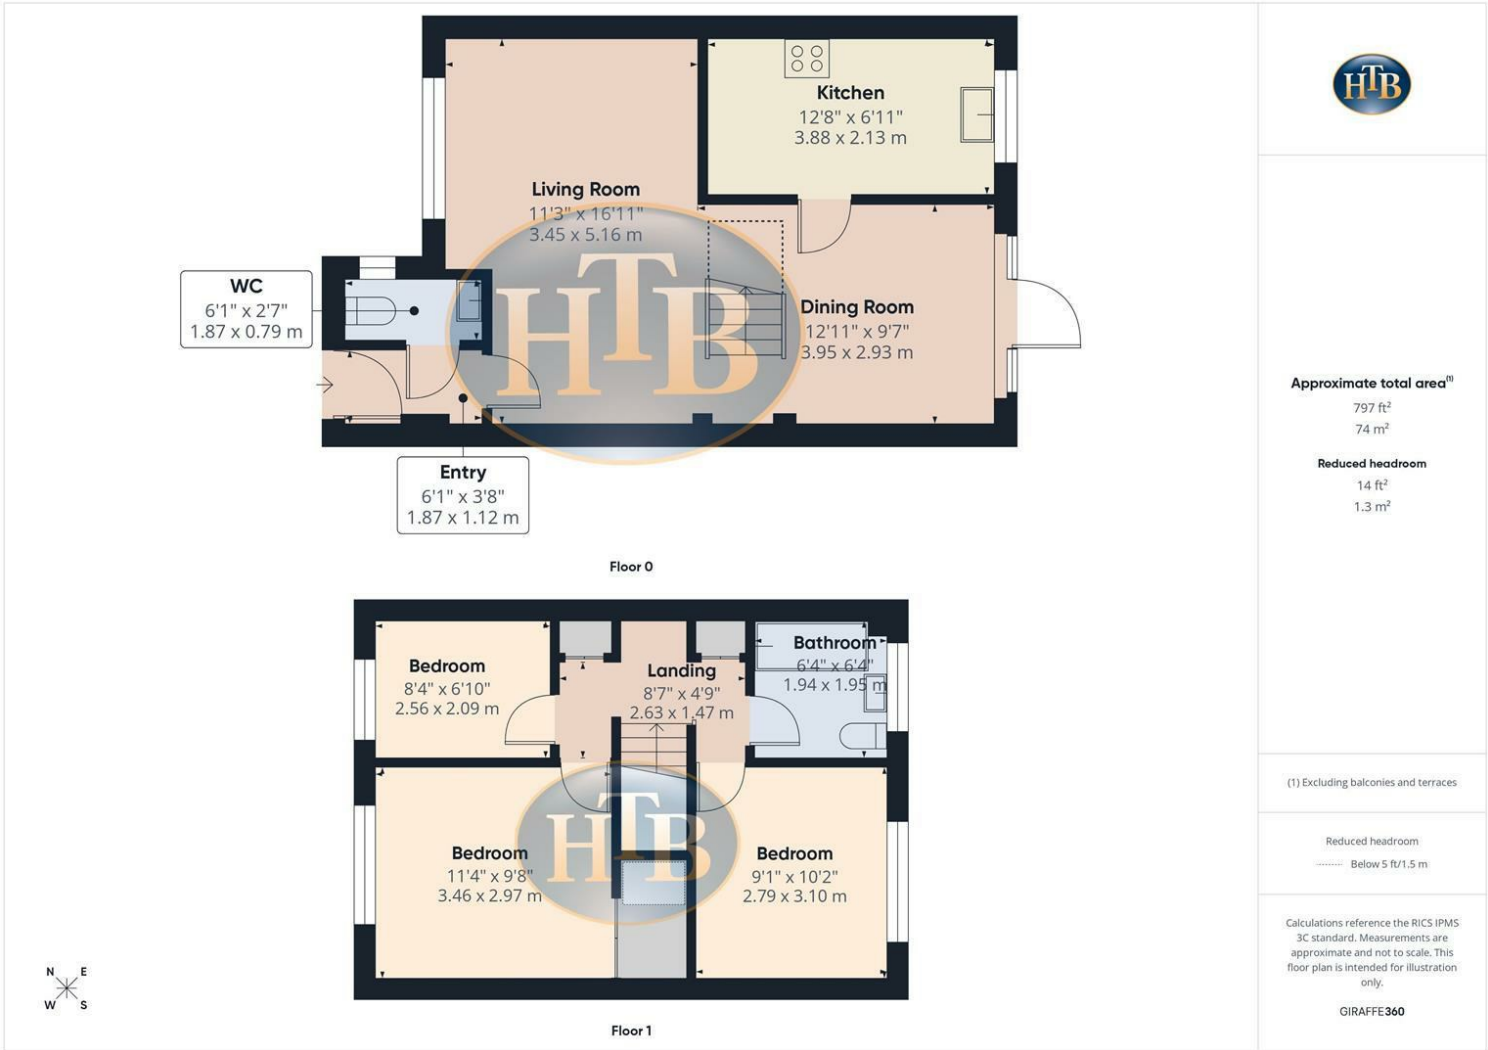 Kitchen
12'8" x 6'11"
3.88 x 2.13 m
Living Room
11'3" x 16'11"
3.45 x 5.16 m
WC
6'1" x 2'7"
1.87 x 0.79 m
Dining Room
12'11" x 9'7"
3.95 x 2.93 m
HTB
Entry
6'1" x 3'8"
1.87 x 1.12 m
Floor 0
Bedroom
8'4" x 6'10"
2.56 x 2.09 m
Landing
8'7" x 4'9"
2.63 x 1.47 m
Bathroom
6'4" x 6'4"
1.94 x 1.95 m
Bedroom
11'4" x 9'8"
3.46 x 2.97 m
HTB
Bedroom
9'1" x 10'2"
2.79 x 3.10 m
N E
W S
Floor 1
HTB
Approximate total area(1)
797 ft²
74 m²
Reduced headroom
14 ft²
1.3 m²
(1) Excluding balconies and terraces
Reduced headroom
Below 5 ft/1.5 m
Calculations reference the RICS IPMS
3C standard. Measurements are
approximate and not to scale. This
floor plan is intended for illustration
only.
GIRAFFE360